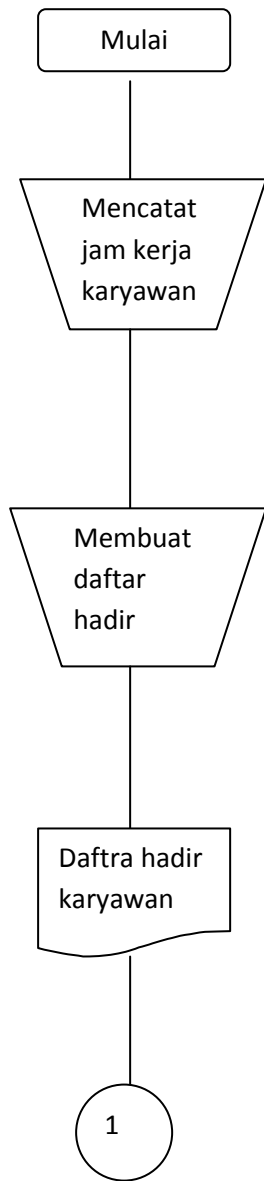 Mulai
Mencatat
jam kerja
karyawan
Membuat
daftar
hadir
Daftra hadir
karyawan
1